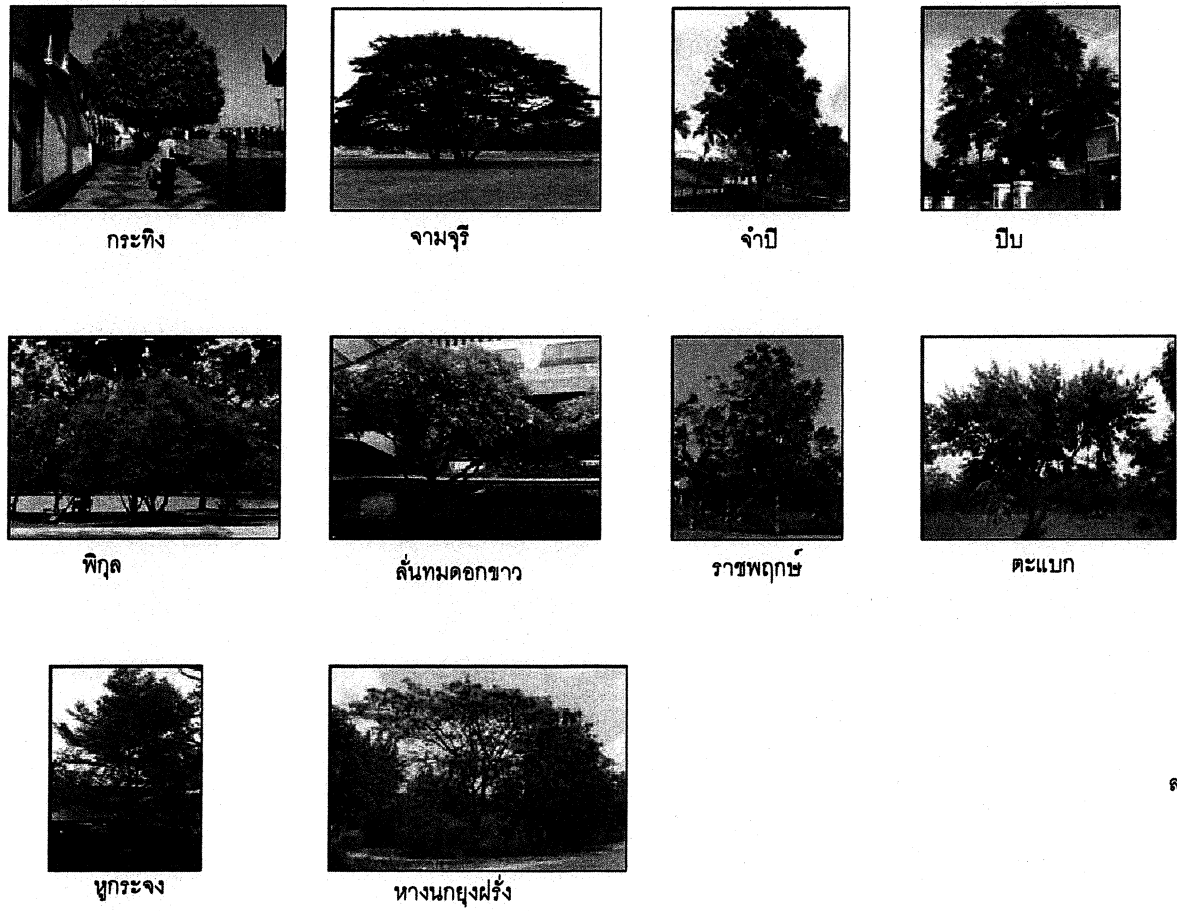 กระทิง
จามจุรี
จำปี
ปีบ
พิกุล
ลั่นทมดอกขาว
ราชพฤกษ์
ตะแบก
หูกระจง
หางนกยุงฝรั่ง